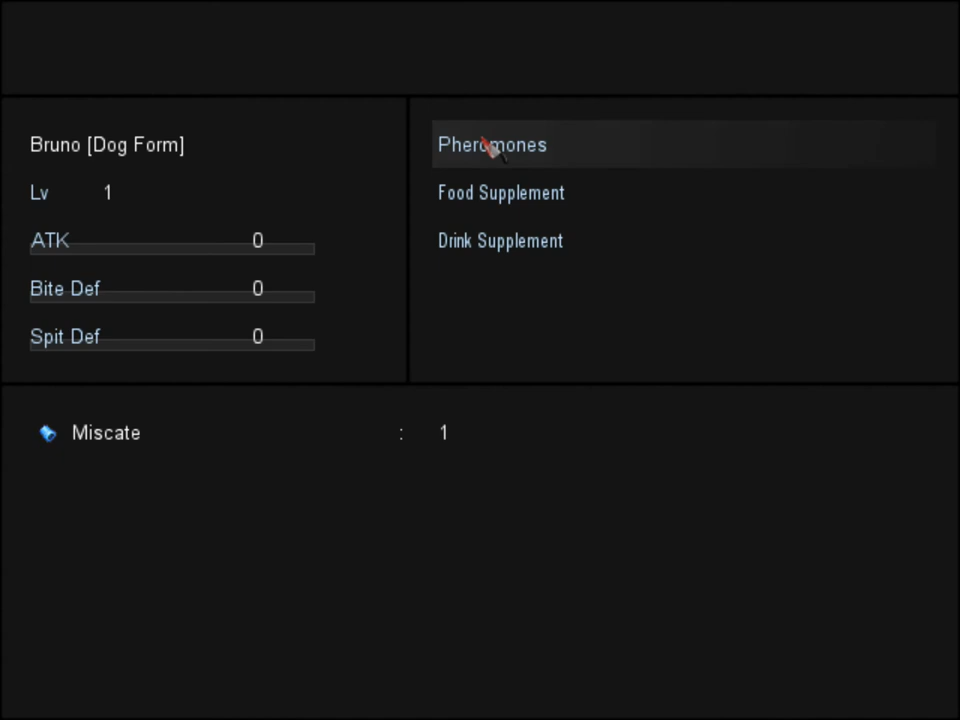 Bruno [Dog Form]
Lv 1
ATK 0
Bite Def 0
Spit Def 0
Pheromones
Food Supplement
Drink Supplement
Miscate : 1